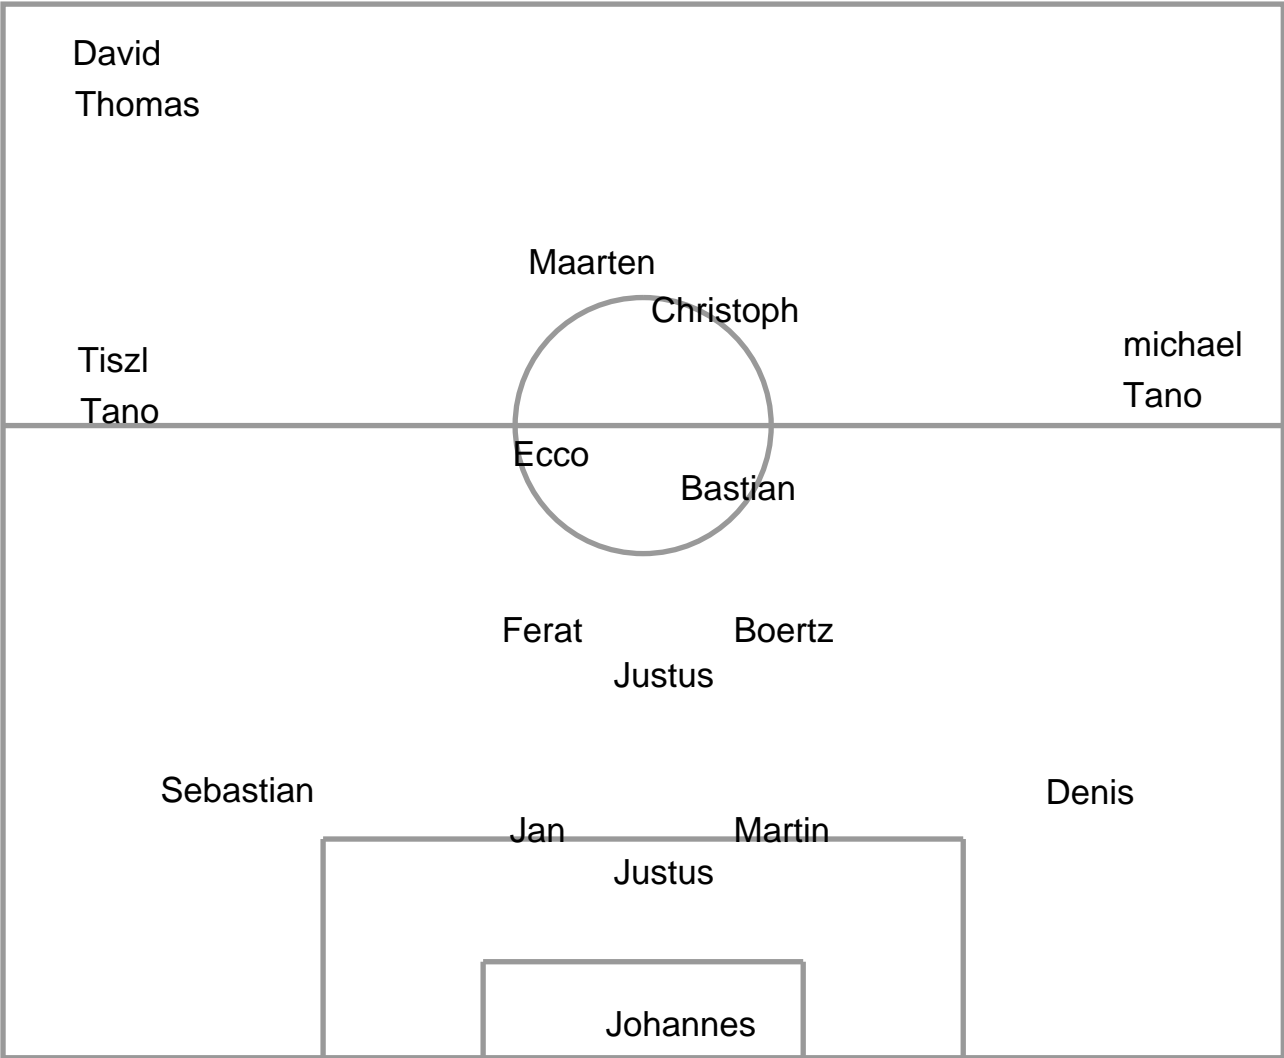 David
Thomas
Maarten
Christoph
michael
Tiszl
Tano
Tano
Ecco
Bastian
Ferat
Boertz
Justus
Sebastian
Denis
Jan
Martin
Justus
Johannes